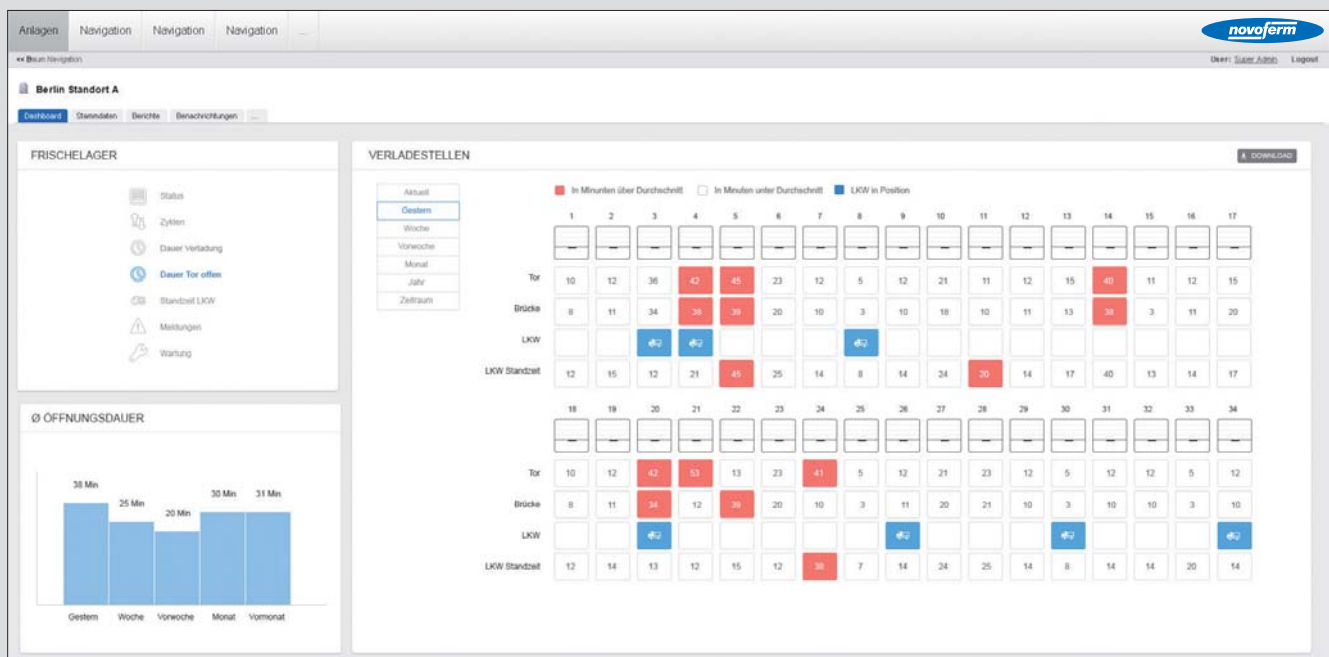 Anlagen Navigation Navigation Navigation ...
novoferm
<< Baum Navigation
User: Super Admin Logout
Berlin Standort A
Dashboard Stammdaten Berichte Benachrichtungen ...
FRISCHELAGER
Status
Zyklen
Dauer Verladung
Dauer Tor offen
Standzeit LKW
Meldungen
Wartung
Ø ÖFFNUNGSDAUER
38 Min 25 Min 20 Min 30 Min 31 Min
Gestern Woche Vorwoche Monat Vormonat
VERLADESTELLEN
DOWNLOAD
Aktuell
Gestern
Woche
Vorwoche
Monat
Jahr
Zeitraum
In Minunten über Durchschnitt In Minuten unter Durchschnitt LKW in Position
1 2 3 4 5 6 7 8 9 10 11 12 13 14 15 16 17
Tor 10 12 36 42 45 23 12 5 12 21 11 12 15 40 11 12 15
Brücke 8 11 34 39 39 20 10 3 10 18 10 11 13 38 3 11 20
LKW
LKW Standzeit 12 15 12 21 45 25 14 8 14 24 20 14 17 40 13 14 17
18 19 20 21 22 23 24 25 26 27 28 29 30 31 32 33 34
Tor 10 12 42 53 13 23 41 5 12 21 23 12 5 12 12 5 12
Brücke 8 11 34 12 39 20 10 3 11 20 21 10 3 10 10 3 10
LKW
LKW Standzeit 12 14 13 12 15 12 38 7 14 24 25 14 8 14 14 20 14